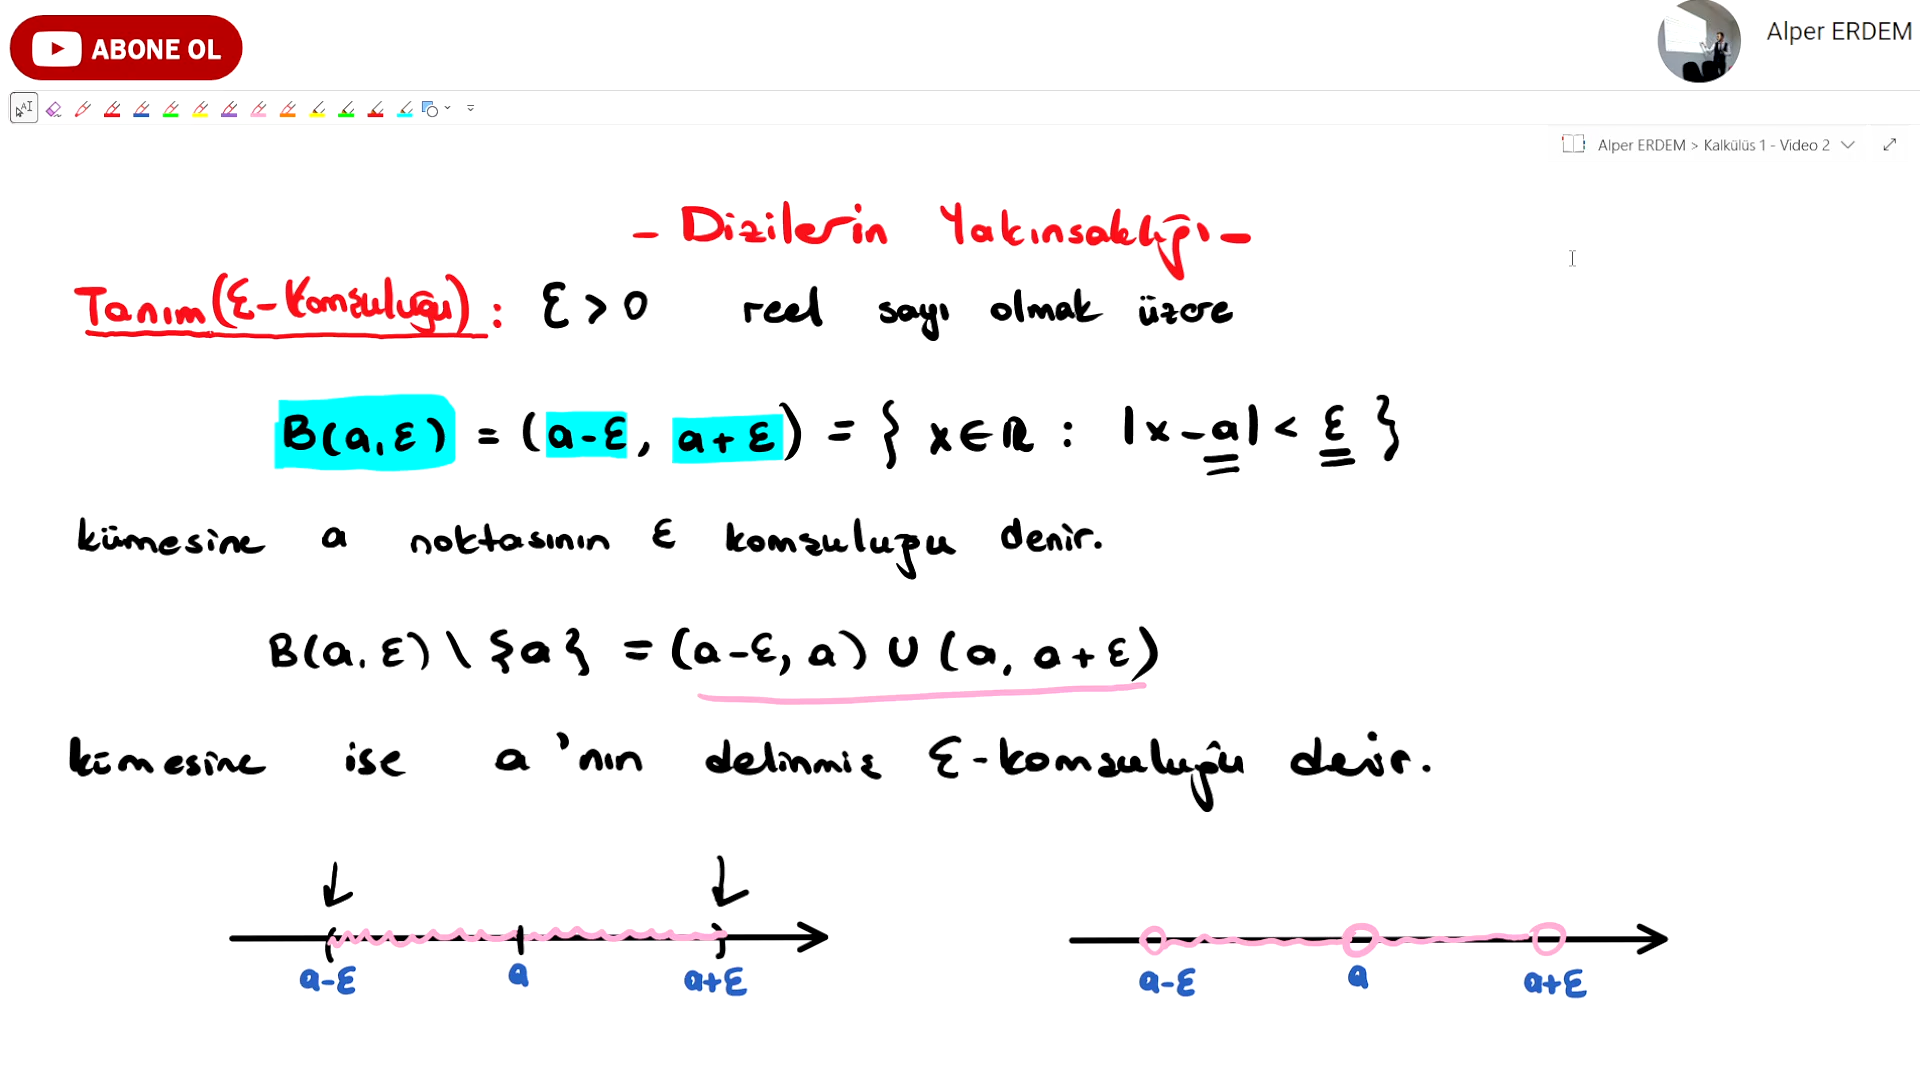 ABONE OL
Alper ERDEM
Alper ERDEM > Kalkülüs 1 - Video 2
- Dizilerin Yakınsaklığı -
Tanım (ε-Komşuluğu) : ε > 0 reel sayı olmak üzere
B(a,ε) = (a-ε, a+ε) = { x∈ℝ : |x-a| < ε }
kümesine a noktasının ε komşuluğu denir.
B(a,ε) \ {a} = (a-ε, a) ∪ (a, a+ε)
kümesine ise a'nın delinmiş ε-komşuluğu denir.
a-ε a a+ε a-ε a a+ε